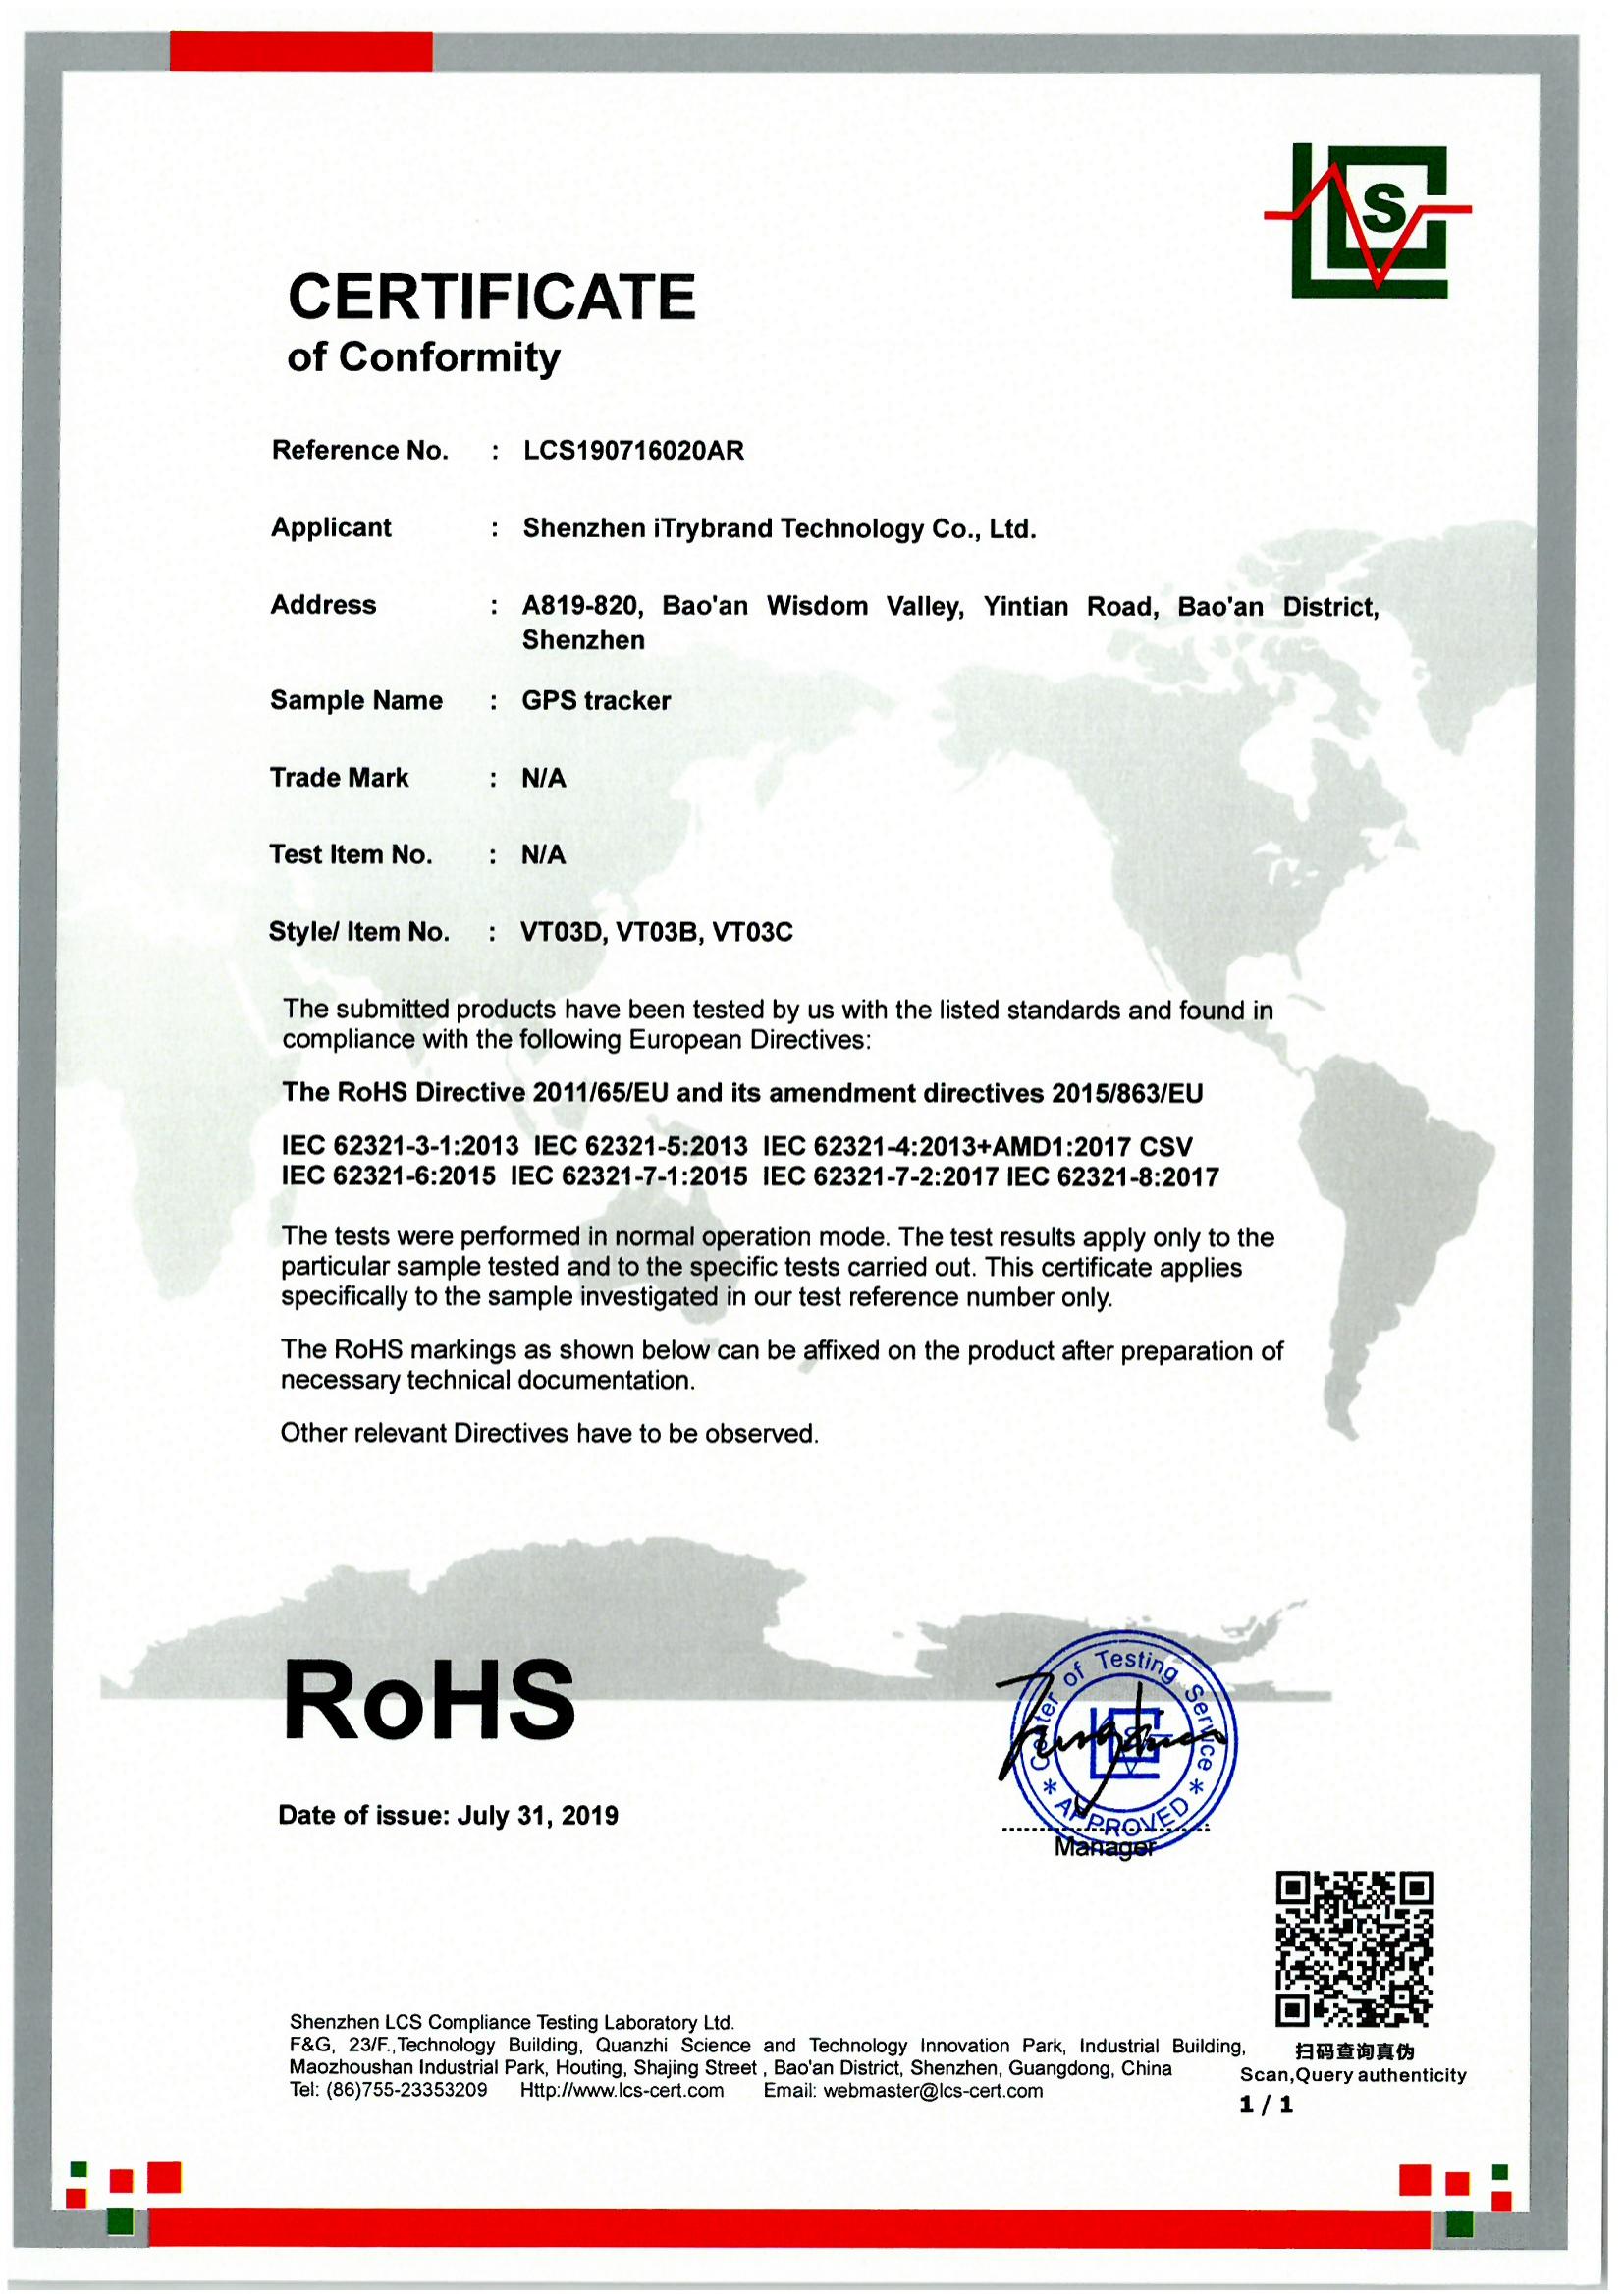 LCS
CERTIFICATE
of Conformity
Reference No. : LCS190716020AR
Applicant : Shenzhen iTrybrand Technology Co., Ltd.
Address : A819-820, Bao'an Wisdom Valley, Yintian Road, Bao'an District,
Shenzhen
Sample Name : GPS tracker
Trade Mark : N/A
Test Item No. : N/A
Style/ Item No. : VT03D, VT03B, VT03C
The submitted products have been tested by us with the listed standards and found in
compliance with the following European Directives:
The RoHS Directive 2011/65/EU and its amendment directives 2015/863/EU
IEC 62321-3-1:2013 IEC 62321-5:2013 IEC 62321-4:2013+AMD1:2017 CSV
IEC 62321-6:2015 IEC 62321-7-1:2015 IEC 62321-7-2:2017 IEC 62321-8:2017
The tests were performed in normal operation mode. The test results apply only to the
particular sample tested and to the specific tests carried out. This certificate applies
specifically to the sample investigated in our test reference number only.
The RoHS markings as shown below can be affixed on the product after preparation of
necessary technical documentation.
Other relevant Directives have to be observed.
RoHS
Center of Testing Service
LCS
* APPROVED *
Manager
Date of issue: July 31, 2019
Shenzhen LCS Compliance Testing Laboratory Ltd.
F&G, 23/F.,Technology Building, Quanzhi Science and Technology Innovation Park, Industrial Building,
Maozhoushan Industrial Park, Houting, Shajing Street , Bao'an District, Shenzhen, Guangdong, China
Tel: (86)755-23353209 Http://www.lcs-cert.com Email: webmaster@lcs-cert.com
扫码查询真伪
Scan,Query authenticity
1 / 1